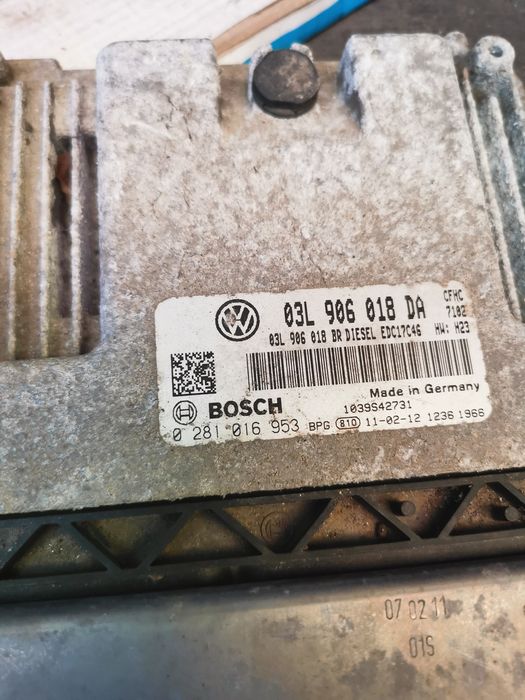 03L 906 018 DA
CFHC
7102
03L 906 018 BR DIESEL EDC17C46
HW: H23
Made in Germany
BOSCH
1039S42731
0 281 016 953 BPG 810 11-02-12 1236 1966
07 02 11
01S